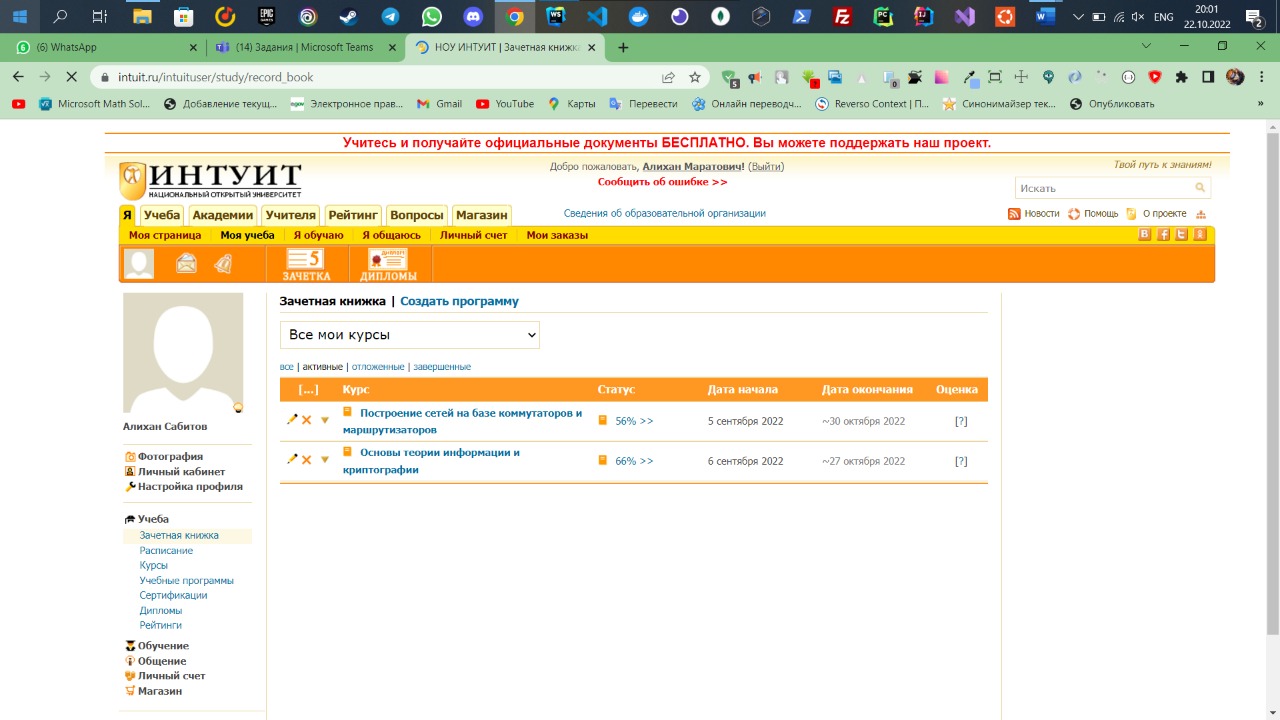 20:01
ENG
22.10.2022
2
(6) WhatsApp
(14) Задания | Microsoft Teams
НОУ ИНТУИТ | Зачетная книжка
intuit.ru/intuituser/study/record_book
Microsoft Math Sol...
Добавление текущ...
Электронное прав...
Gmail
YouTube
Карты
Перевести
Онлайн переводч...
Reverso Context | П...
Синонимайзер тек...
Опубликовать
»
Учитесь и получайте официальные документы БЕСПЛАТНО. Вы можете поддержать наш проект.
ИНТУИТ
НАЦИОНАЛЬНЫЙ ОТКРЫТЫЙ УНИВЕРСИТЕТ
Добро пожаловать, Алихан Маратович! (Выйти)
Сообщить об ошибке >>
Твой путь к знаниям!
Искать
Я
Учеба
Академии
Учителя
Рейтинг
Вопросы
Магазин
Сведения об образовательной организации
Новости
Помощь
О проекте
Моя страница
Моя учеба
Я обучаю
Я общаюсь
Личный счет
Мои заказы
5
ЗАЧЕТКА
ДИПЛОМЫ
Зачетная книжка | Создать программу
Все мои курсы
все | активные | отложенные | завершенные
[...]
Курс
Статус
Дата начала
Дата окончания
Оценка
Построение сетей на базе коммутаторов и
маршрутизаторов
56% >>
5 сентября 2022
~30 октября 2022
[?]
Основы теории информации и
криптографии
66% >>
6 сентября 2022
~27 октября 2022
[?]
Алихан Сабитов
Фотография
Личный кабинет
Настройка профиля
Учеба
Зачетная книжка
Расписание
Курсы
Учебные программы
Сертификации
Дипломы
Рейтинги
Обучение
Общение
Личный счет
Магазин